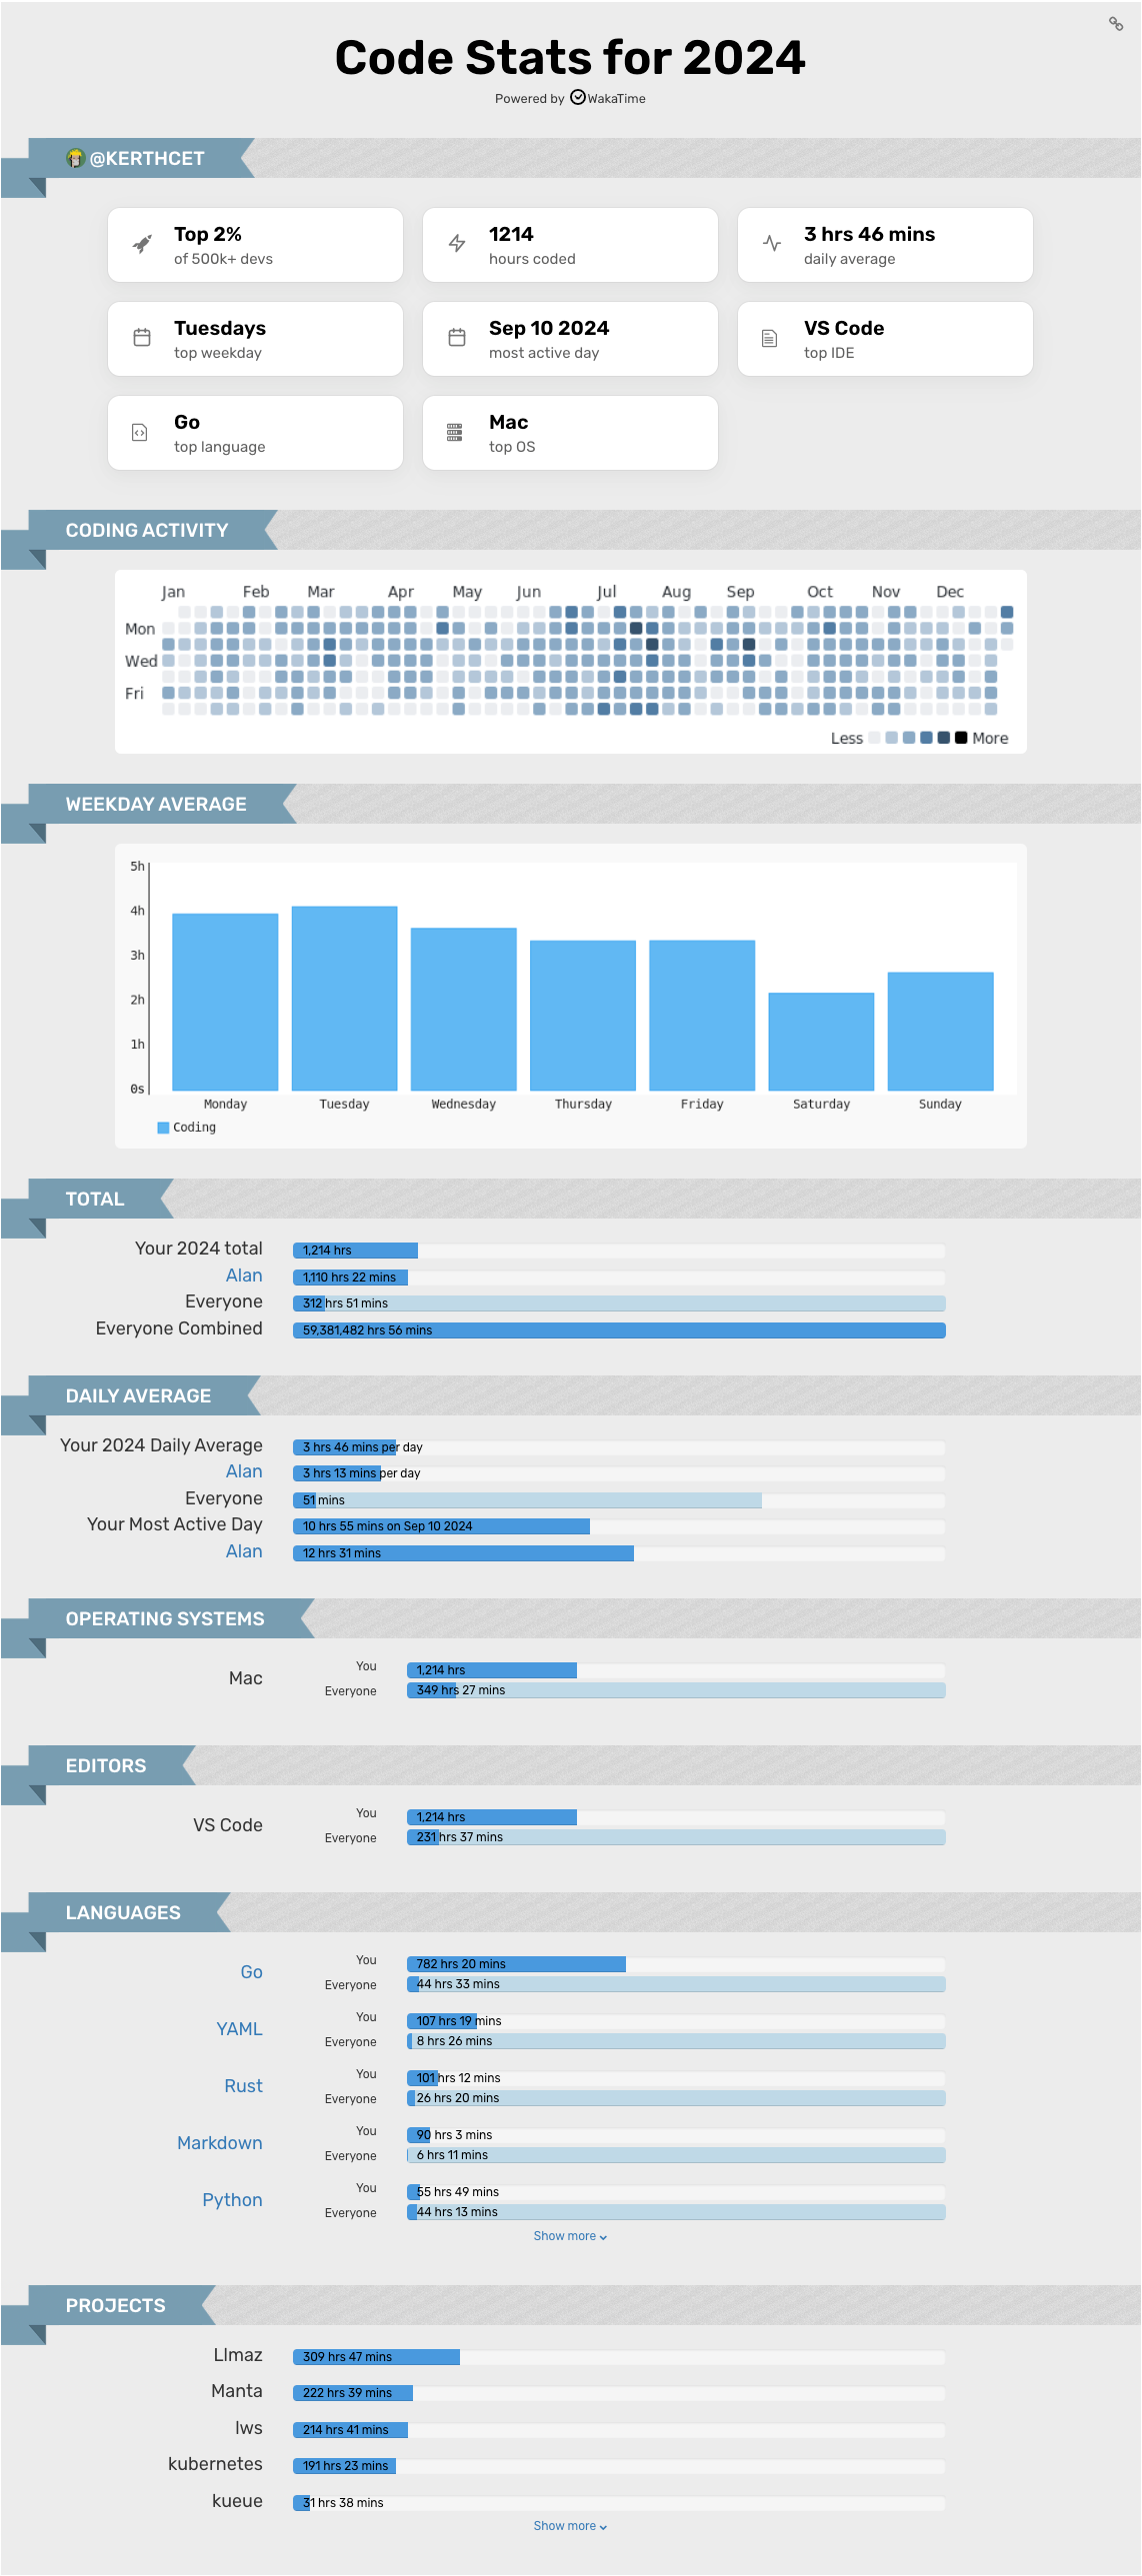 Code Stats for 2024
Powered by WakaTime
@KERTHCET
Top 2%
of 500k+ devs
1214
hours coded
3 hrs 46 mins
daily average
Tuesdays
top weekday
Sep 10 2024
most active day
VS Code
top IDE
Go
top language
Mac
top OS
CODING ACTIVITY
Jan Feb Mar Apr May Jun Jul Aug Sep Oct Nov Dec
Mon
Wed
Fri
Less More
WEEKDAY AVERAGE
5h
4h
3h
2h
1h
0s
Monday Tuesday Wednesday Thursday Friday Saturday Sunday
Coding
TOTAL
Your 2024 total 1,214 hrs
Alan 1,110 hrs 22 mins
Everyone 312 hrs 51 mins
Everyone Combined 59,381,482 hrs 56 mins
DAILY AVERAGE
Your 2024 Daily Average 3 hrs 46 mins per day
Alan 3 hrs 13 mins per day
Everyone 51 mins
Your Most Active Day 10 hrs 55 mins on Sep 10 2024
Alan 12 hrs 31 mins
OPERATING SYSTEMS
Mac
You 1,214 hrs
Everyone 349 hrs 27 mins
EDITORS
VS Code
You 1,214 hrs
Everyone 231 hrs 37 mins
LANGUAGES
Go
You 782 hrs 20 mins
Everyone 44 hrs 33 mins
YAML
You 107 hrs 19 mins
Everyone 8 hrs 26 mins
Rust
You 101 hrs 12 mins
Everyone 26 hrs 20 mins
Markdown
You 90 hrs 3 mins
Everyone 6 hrs 11 mins
Python
You 55 hrs 49 mins
Everyone 44 hrs 13 mins
Show more
PROJECTS
Llmaz 309 hrs 47 mins
Manta 222 hrs 39 mins
lws 214 hrs 41 mins
kubernetes 191 hrs 23 mins
kueue 31 hrs 38 mins
Show more